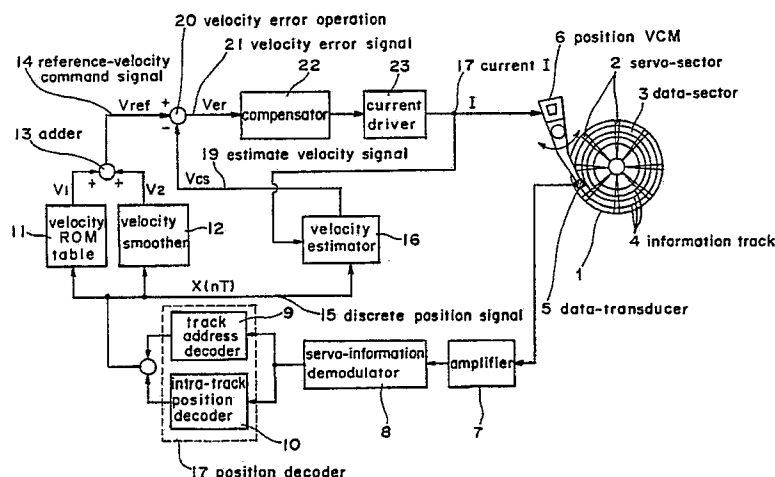 20 velocity error operation
21 velocity error signal
14 reference-velocity
command signal
22
23
17 current I
6 position VCM
2 servo-sector
3 data-sector
Vref
+
−
Ver
compensator
current
driver
I
13 adder
19 estimate velocity signal
Vcs
V1
+
+
V2
11
velocity
ROM
table
velocity
smoother
12
velocity
estimator
16
4 information track
1
X(nT)
15 discrete position signal
5 data-transducer
9
track
address
decoder
intra-track
position
decoder
10
servo-information
demodulator
8
amplifier
7
17 position decoder